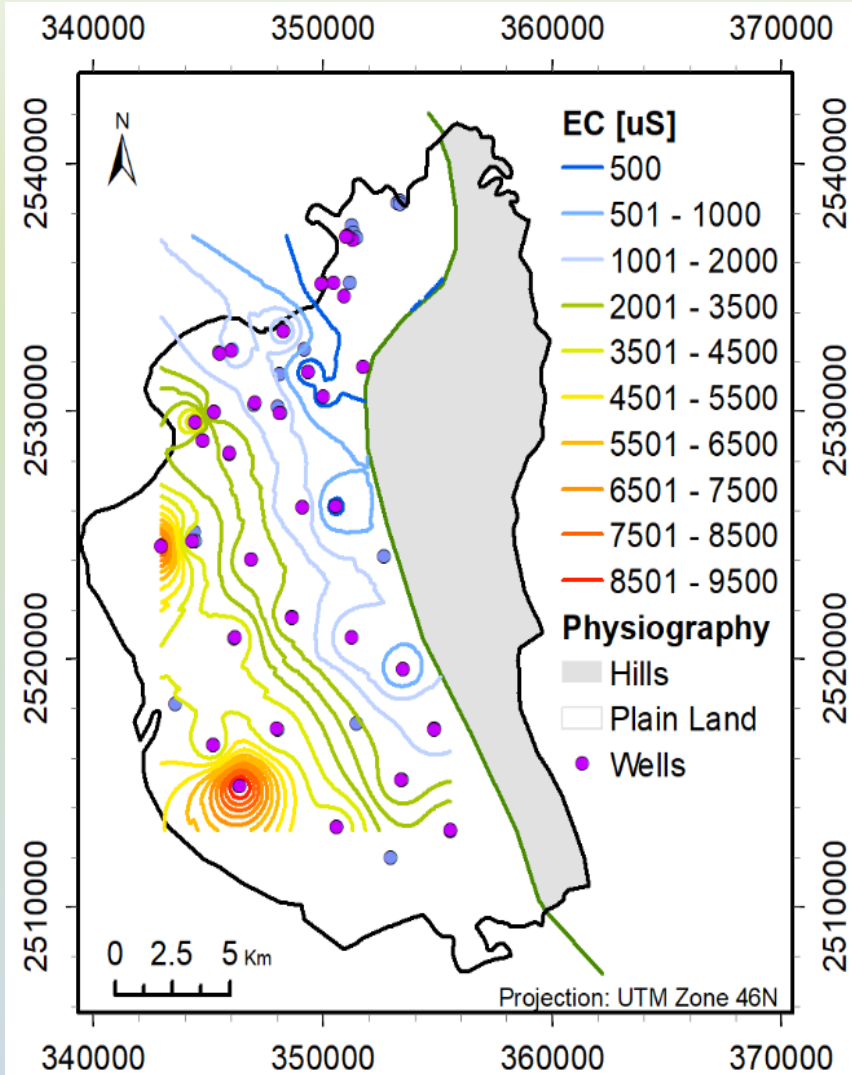 340000 350000 360000 370000
N
EC [uS]
500
501 - 1000
1001 - 2000
2001 - 3500
3501 - 4500
4501 - 5500
5501 - 6500
6501 - 7500
7501 - 8500
8501 - 9500
Physiography
Hills
Plain Land
Wells
2540000
2530000
2520000
2510000
2540000
2530000
2520000
2510000
0 2.5 5 Km
Projection: UTM Zone 46N
340000 350000 360000 370000